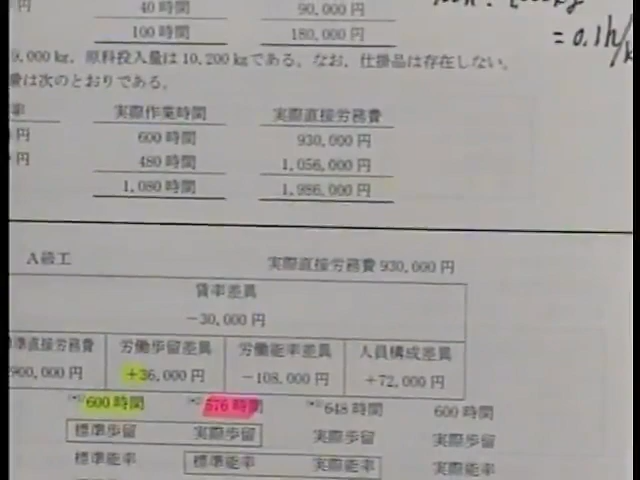 40時間 90,000円
100時間 180,000円
= 0.1h/
9,000kg，原料投入量は10,200kgである。なお，仕掛品は存在しない。
量は次のとおりである。
率 実際作業時間 実際直接労務費
円 600時間 930,000円
円 480時間 1,056,000円
1,080時間 1,986,000円
A級工 実際直接労務費 930,000円
賃率差異
－30,000円
準直接労務費 労働歩留差異 労働能率差異 人員構成差異
900,000円 ＋36,000円 －108,000円 ＋72,000円
600時間 576時間 648時間 600時間
標準歩留 実際歩留 実際歩留 実際歩留
標準能率 標準能率 実際能率 実際能率